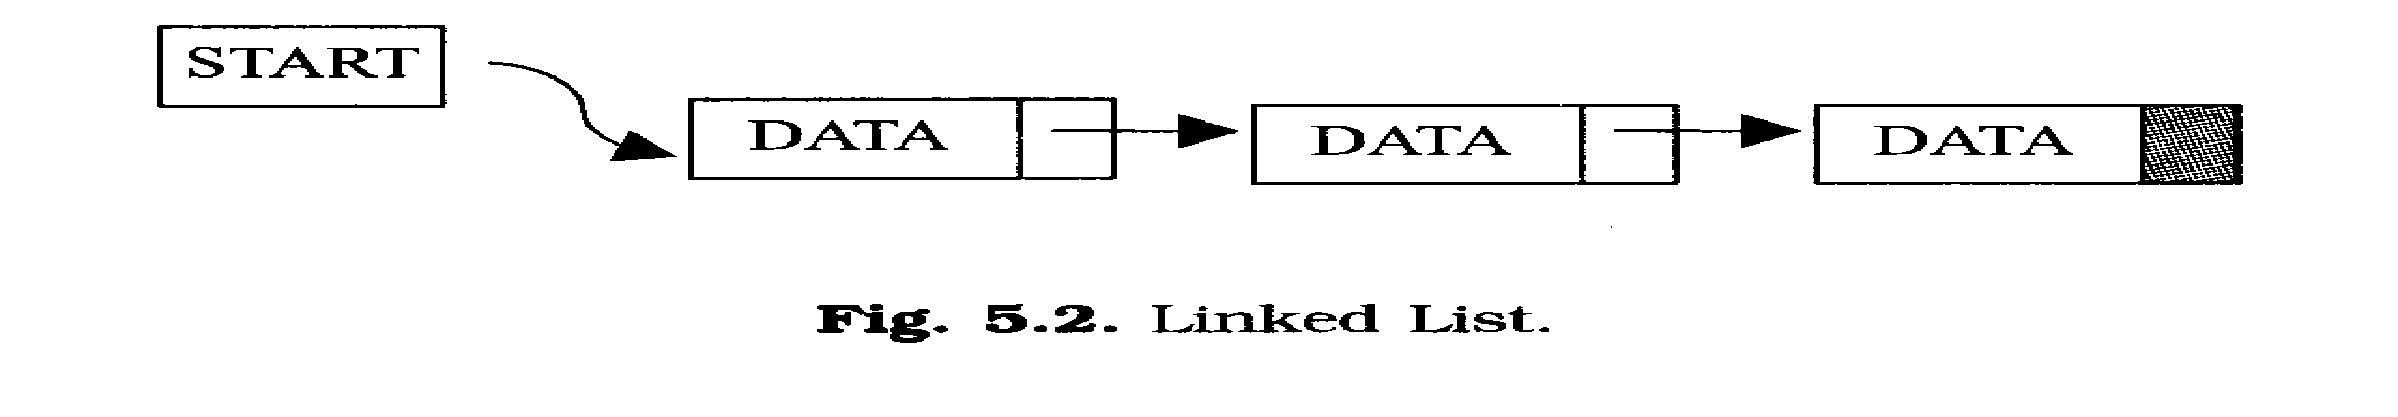 START
DATA
DATA
DATA
Fig. 5.2. Linked List.